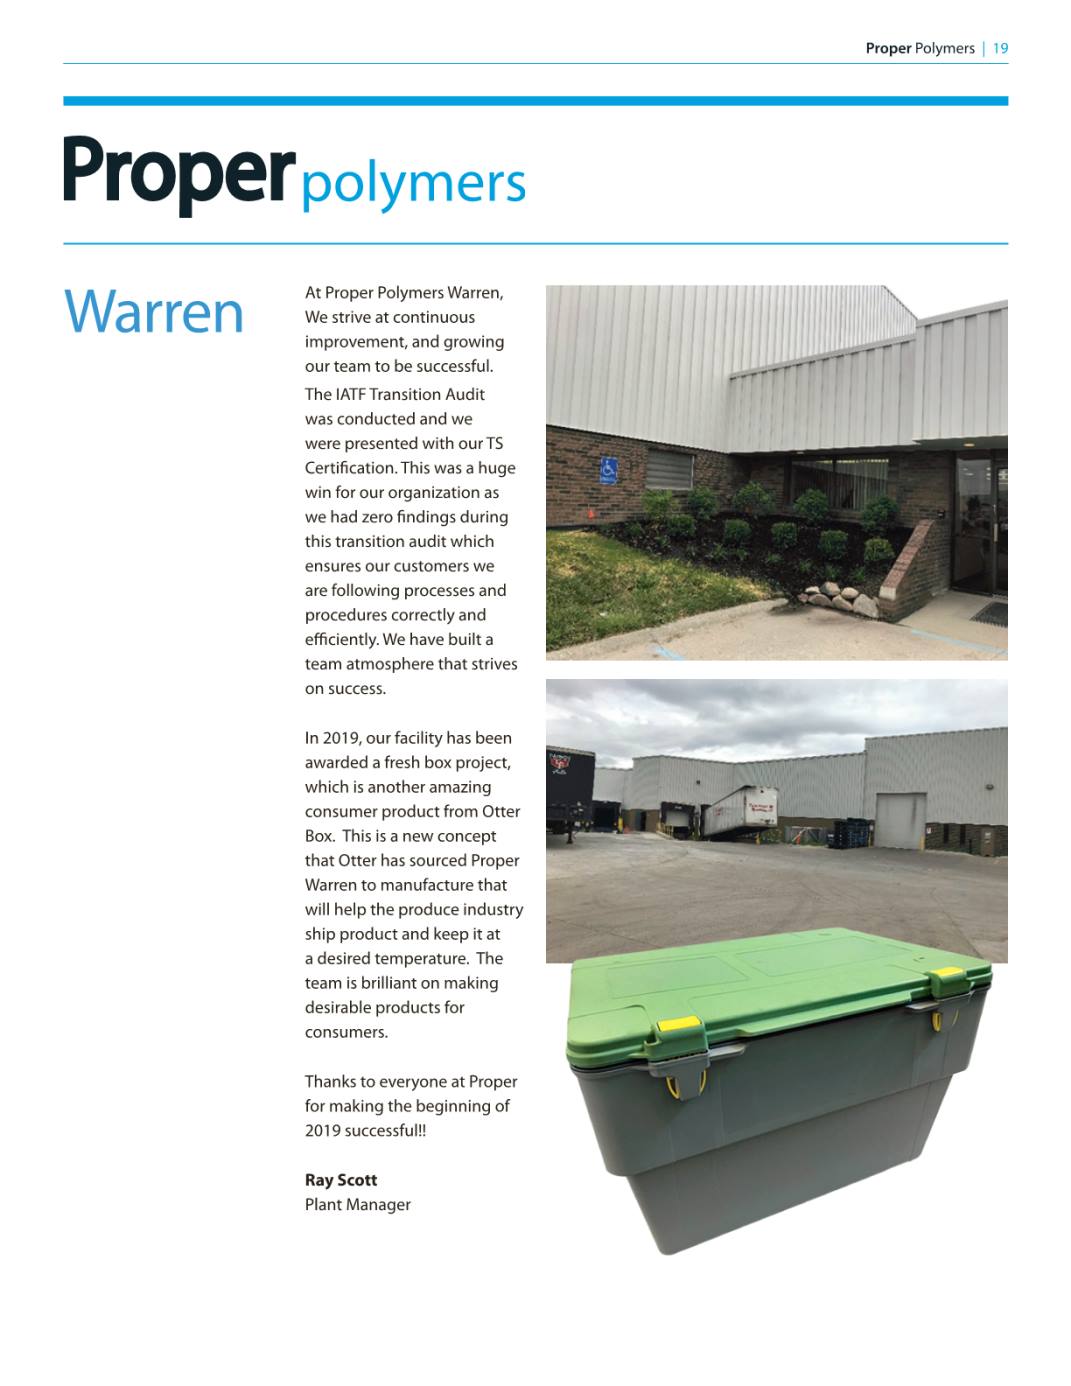 Proper Polymers | 19
Proper polymers
Warren
At Proper Polymers Warren,
We strive at continuous
improvement, and growing
our team to be successful.
The IATF Transition Audit
was conducted and we
were presented with our TS
Certification. This was a huge
win for our organization as
we had zero findings during
this transition audit which
ensures our customers we
are following processes and
procedures correctly and
efficiently. We have built a
team atmosphere that strives
on success.
In 2019, our facility has been
awarded a fresh box project,
which is another amazing
consumer product from Otter
Box.  This is a new concept
that Otter has sourced Proper
Warren to manufacture that
will help the produce industry
ship product and keep it at
a desired temperature.  The
team is brilliant on making
desirable products for
consumers.
Thanks to everyone at Proper
for making the beginning of
2019 successful!!
Ray Scott
Plant Manager